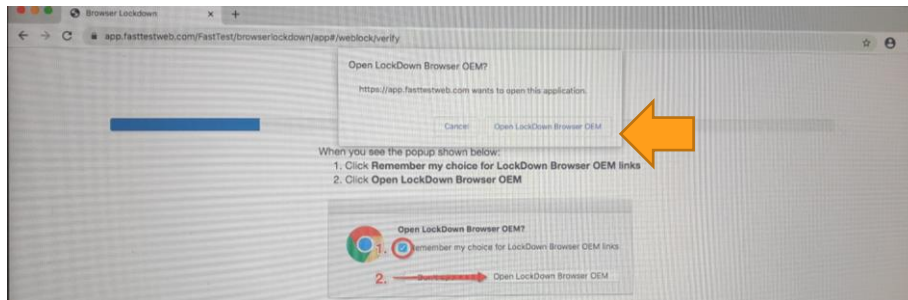 Browser Lockdown
app.fasttestweb.com/FastTest/browserlockdown/app#/weblock/verify
Open LockDown Browser OEM?
https://app.fasttestweb.com wants to open this application.
Cancel Open LockDown Browser OEM
When you see the popup shown below:
1. Click Remember my choice for LockDown Browser OEM links
2. Click Open LockDown Browser OEM
Open LockDown Browser OEM?
1. Remember my choice for LockDown Browser OEM links
2. Open LockDown Browser OEM